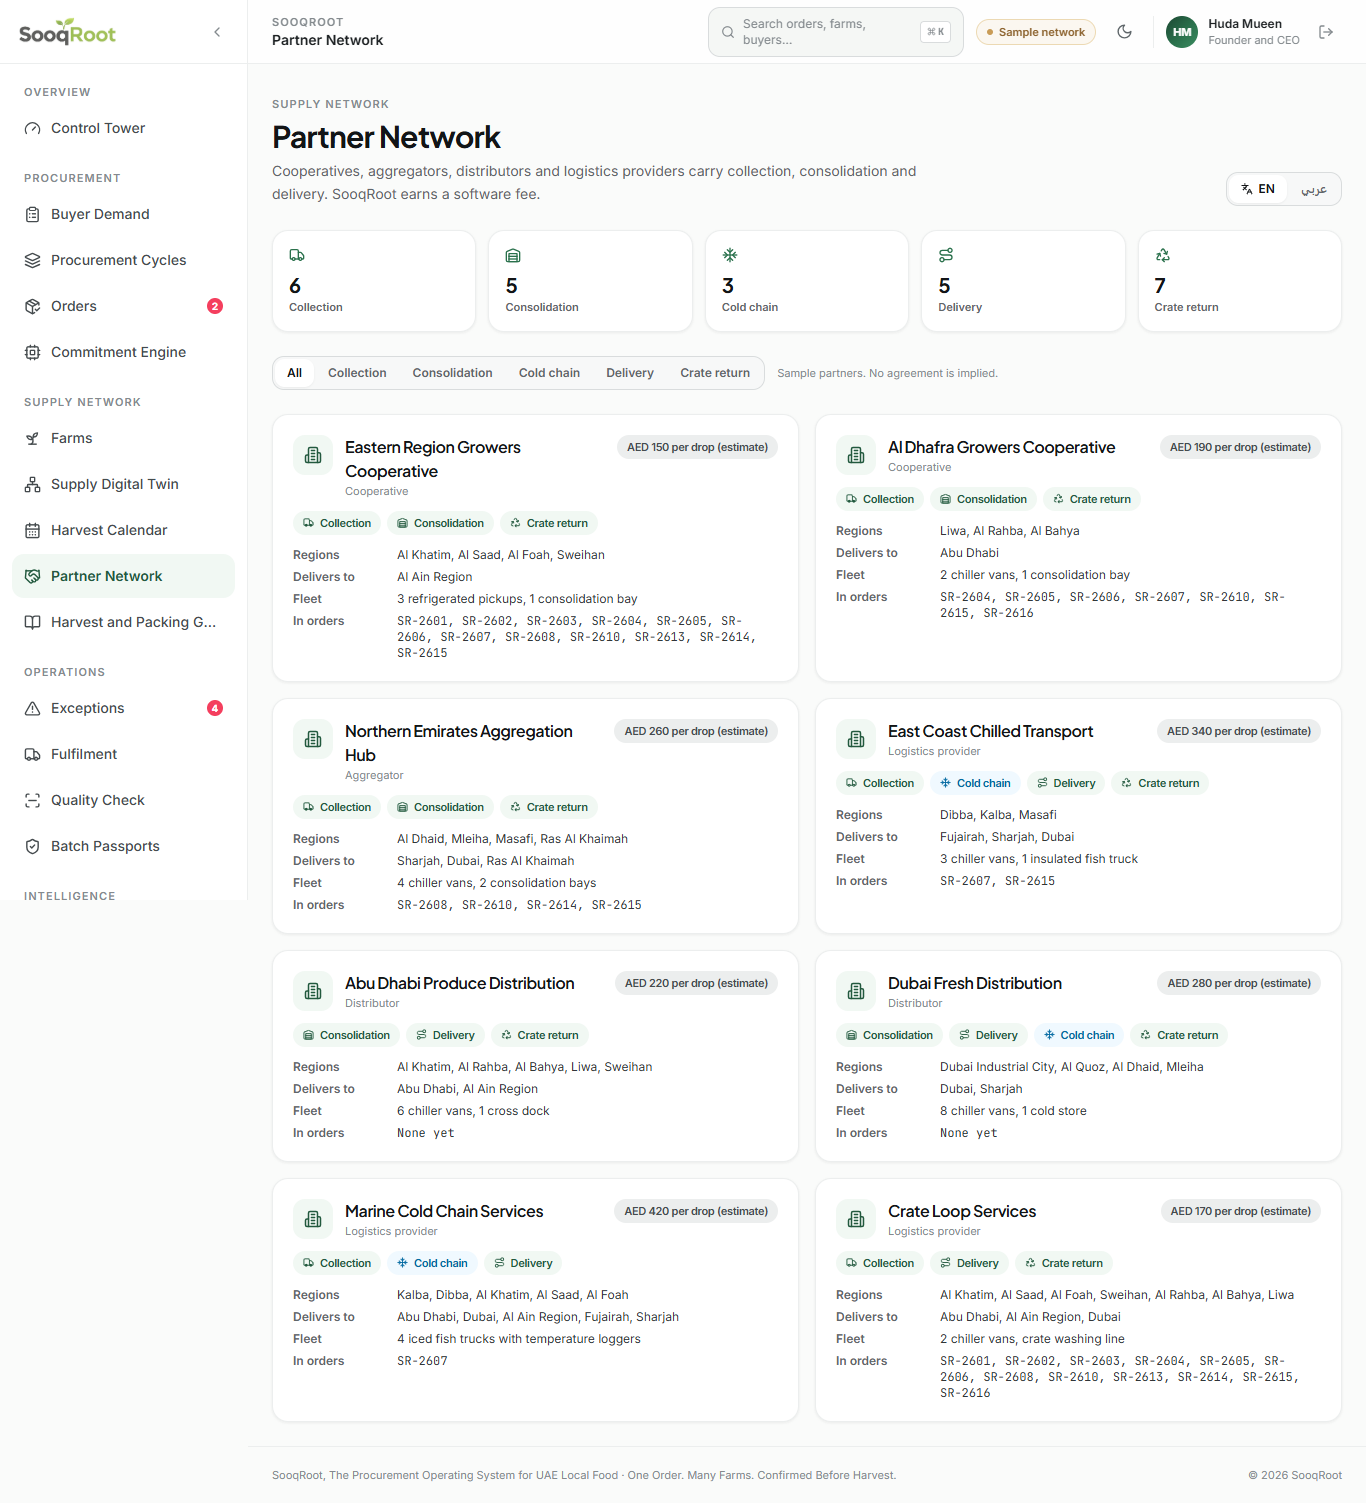 SooqRoot
SOOQROOT
Partner Network
Search orders, farms,
buyers...
⌘ K
Sample network
HM
Huda Mueen
Founder and CEO
OVERVIEW
Control Tower
PROCUREMENT
Buyer Demand
Procurement Cycles
Orders
2
Commitment Engine
SUPPLY NETWORK
Farms
Supply Digital Twin
Harvest Calendar
Partner Network
Harvest and Packing G...
OPERATIONS
Exceptions
4
Fulfilment
Quality Check
Batch Passports
INTELLIGENCE
SUPPLY NETWORK
Partner Network
Cooperatives, aggregators, distributors and logistics providers carry collection, consolidation and
delivery. SooqRoot earns a software fee.
EN
عربي
6
Collection
5
Consolidation
3
Cold chain
5
Delivery
7
Crate return
All Collection Consolidation Cold chain Delivery Crate return
Sample partners. No agreement is implied.
Eastern Region Growers
Cooperative
AED 150 per drop (estimate)
Cooperative
Collection Consolidation Crate return
Regions Al Khatim, Al Saad, Al Foah, Sweihan
Delivers to Al Ain Region
Fleet 3 refrigerated pickups, 1 consolidation bay
In orders SR-2601, SR-2602, SR-2603, SR-2604, SR-2605, SR-
2606, SR-2607, SR-2608, SR-2610, SR-2613, SR-2614,
SR-2615
Al Dhafra Growers Cooperative
AED 190 per drop (estimate)
Cooperative
Collection Consolidation Crate return
Regions Liwa, Al Rahba, Al Bahya
Delivers to Abu Dhabi
Fleet 2 chiller vans, 1 consolidation bay
In orders SR-2604, SR-2605, SR-2606, SR-2607, SR-2610, SR-
2615, SR-2616
Northern Emirates Aggregation
Hub
AED 260 per drop (estimate)
Aggregator
Collection Consolidation Crate return
Regions Al Dhaid, Mleiha, Masafi, Ras Al Khaimah
Delivers to Sharjah, Dubai, Ras Al Khaimah
Fleet 4 chiller vans, 2 consolidation bays
In orders SR-2608, SR-2610, SR-2614, SR-2615
East Coast Chilled Transport
AED 340 per drop (estimate)
Logistics provider
Collection Cold chain Delivery Crate return
Regions Dibba, Kalba, Masafi
Delivers to Fujairah, Sharjah, Dubai
Fleet 3 chiller vans, 1 insulated fish truck
In orders SR-2607, SR-2615
Abu Dhabi Produce Distribution
AED 220 per drop (estimate)
Distributor
Consolidation Delivery Crate return
Regions Al Khatim, Al Rahba, Al Bahya, Liwa, Sweihan
Delivers to Abu Dhabi, Al Ain Region
Fleet 6 chiller vans, 1 cross dock
In orders None yet
Dubai Fresh Distribution
AED 280 per drop (estimate)
Distributor
Consolidation Delivery Cold chain Crate return
Regions Dubai Industrial City, Al Quoz, Al Dhaid, Mleiha
Delivers to Dubai, Sharjah
Fleet 8 chiller vans, 1 cold store
In orders None yet
Marine Cold Chain Services
AED 420 per drop (estimate)
Logistics provider
Collection Cold chain Delivery
Regions Kalba, Dibba, Al Khatim, Al Saad, Al Foah
Delivers to Abu Dhabi, Dubai, Al Ain Region, Fujairah, Sharjah
Fleet 4 iced fish trucks with temperature loggers
In orders SR-2607
Crate Loop Services
AED 170 per drop (estimate)
Logistics provider
Collection Delivery Crate return
Regions Al Khatim, Al Saad, Al Foah, Sweihan, Al Rahba, Al Bahya, Liwa
Delivers to Abu Dhabi, Al Ain Region, Dubai
Fleet 2 chiller vans, crate washing line
In orders SR-2601, SR-2602, SR-2603, SR-2604, SR-2605, SR-
2606, SR-2608, SR-2610, SR-2613, SR-2614, SR-2615,
SR-2616
SooqRoot, The Procurement Operating System for UAE Local Food · One Order. Many Farms. Confirmed Before Harvest.
© 2026 SooqRoot